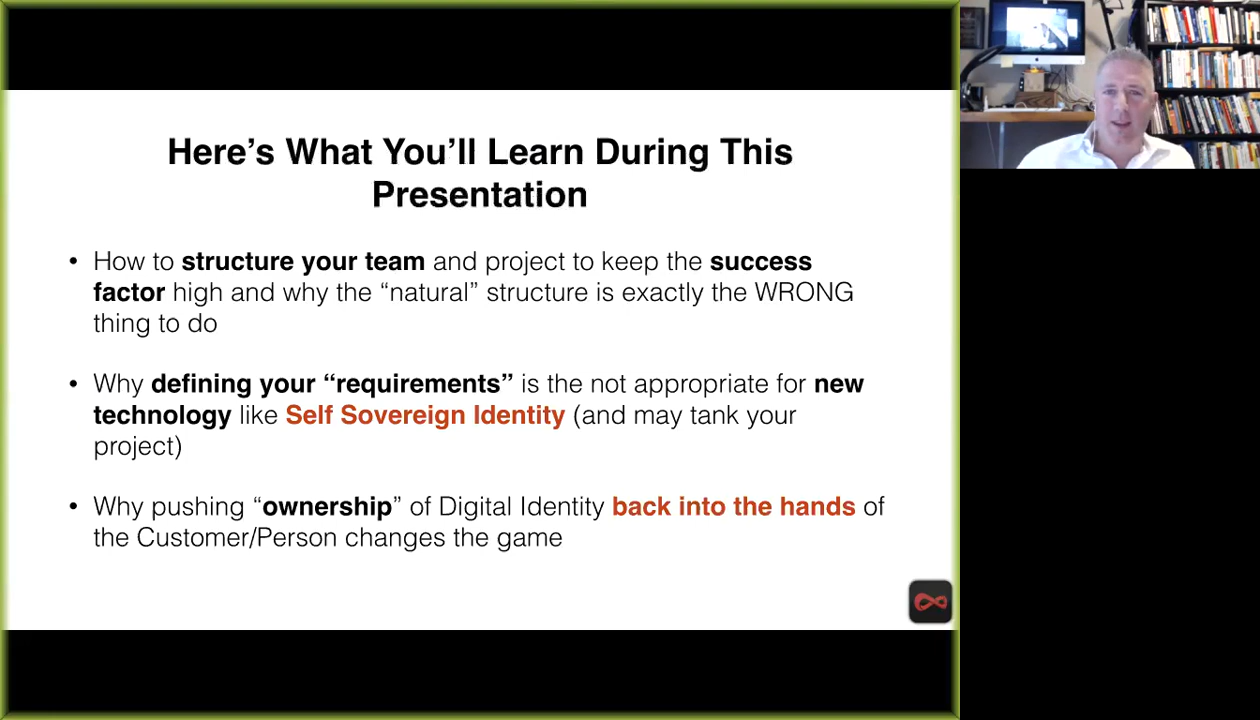 Here’s What You’ll Learn During This
Presentation
• How to structure your team and project to keep the success
factor high and why the “natural” structure is exactly the WRONG
thing to do
• Why defining your “requirements” is the not appropriate for new
technology like Self Sovereign Identity (and may tank your
project)
• Why pushing “ownership” of Digital Identity back into the hands of
the Customer/Person changes the game